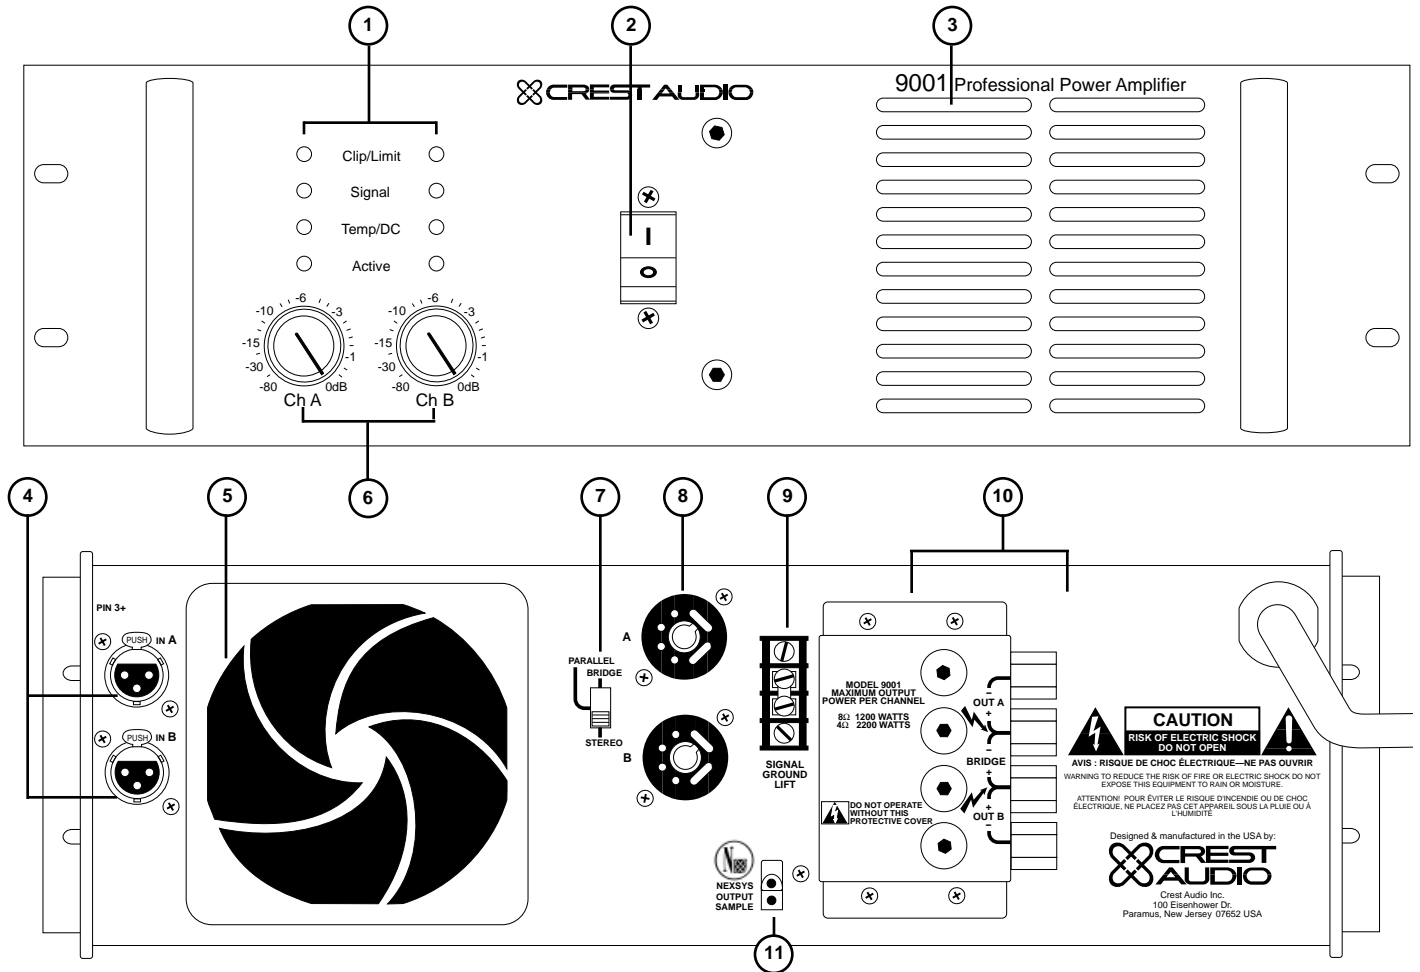 1
2
3
CREST AUDIO
9001 Professional Power Amplifier
Clip/Limit
Signal
Temp/DC
Active
-6
-10
-3
-15
-1
-30
-80
0dB
Ch A
-6
-10
-3
-15
-1
-30
-80
0dB
Ch B
I
O
4
5
6
7
8
9
10
PIN 3+
PUSH
IN A
PUSH
IN B
PARALLEL
BRIDGE
STEREO
A
B
SIGNAL
GROUND
LIFT
NEXSYS
OUTPUT
SAMPLE
N
11
MODEL 9001
MAXIMUM OUTPUT
POWER PER CHANNEL
8Ω 1200 WATTS
4Ω 2200 WATTS
DO NOT OPERATE
WITHOUT THIS
PROTECTIVE COVER
–
OUT A
+
–
BRIDGE
+
+
OUT B
–
CAUTION
RISK OF ELECTRIC SHOCK
DO NOT OPEN
!
AVIS : RISQUE DE CHOC ÉLECTRIQUE—NE PAS OUVRIR
WARNING TO REDUCE THE RISK OF FIRE OR ELECTRIC SHOCK DO NOT
EXPOSE THIS EQUIPMENT TO RAIN OR MOISTURE.
ATTENTION! POUR ÉVITER LE RISQUE D'INCENDIE OU DE CHOC
ÉLECTRIQUE, NE PLACEZ PAS CET APPAREIL SOUS LA PLUIE OU Á
L'HUMIDITÉ
Designed & manufactured in the USA by:
CREST
AUDIO
Crest Audio Inc.
100 Eisenhower Dr.
Paramus, New Jersey 07652 USA